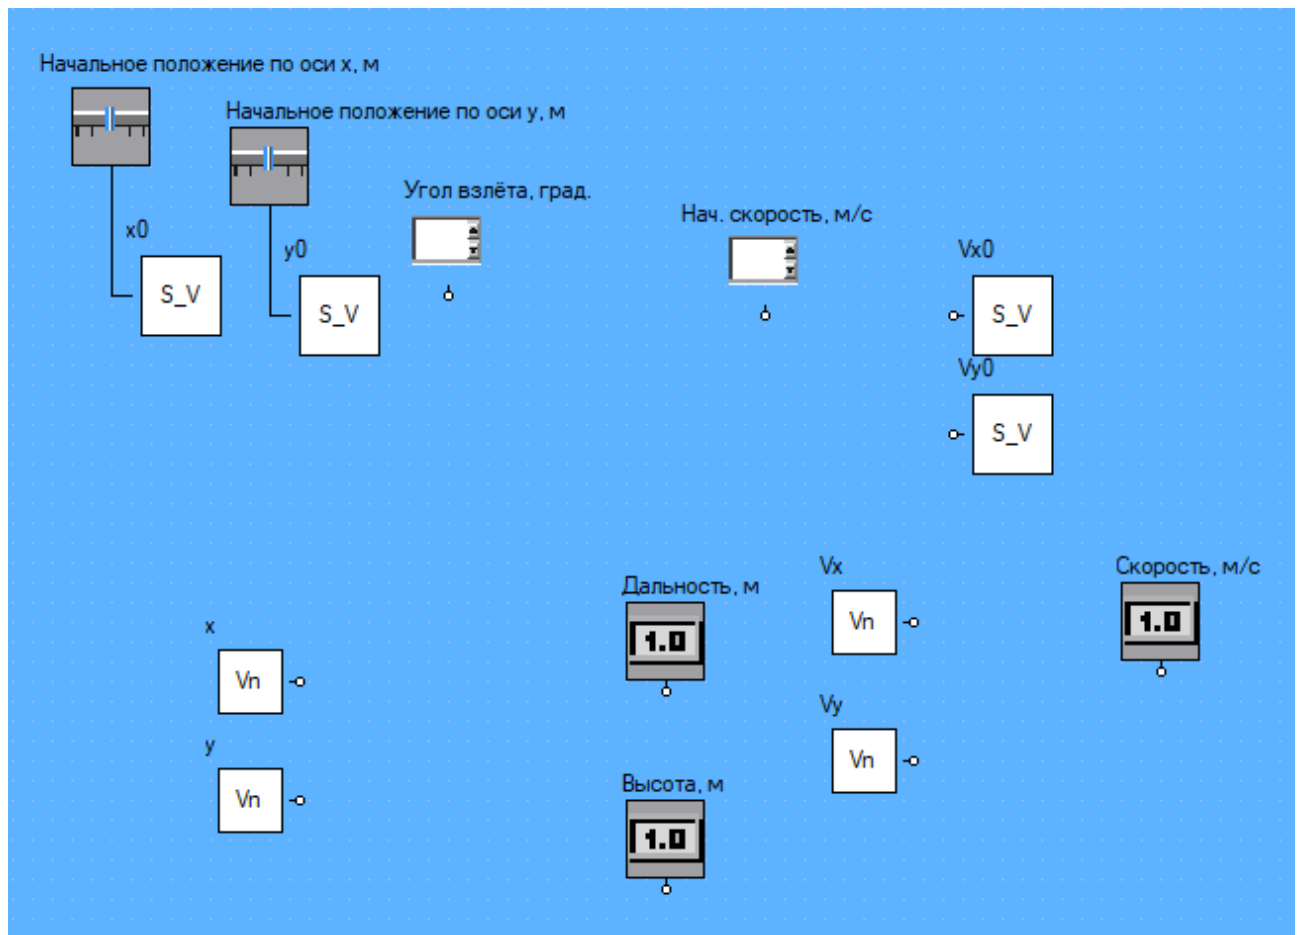 Начальное положение по оси x, м
Начальное положение по оси y, м
Угол взлёта, град.
Нач. скорость, м/с
x0
S_V
y0
S_V
Vx0
S_V
Vy0
S_V
Дальность, м
1.0
Vx
Vn
Скорость, м/с
1.0
x
Vn
Vy
Vn
y
Vn
Высота, м
1.0